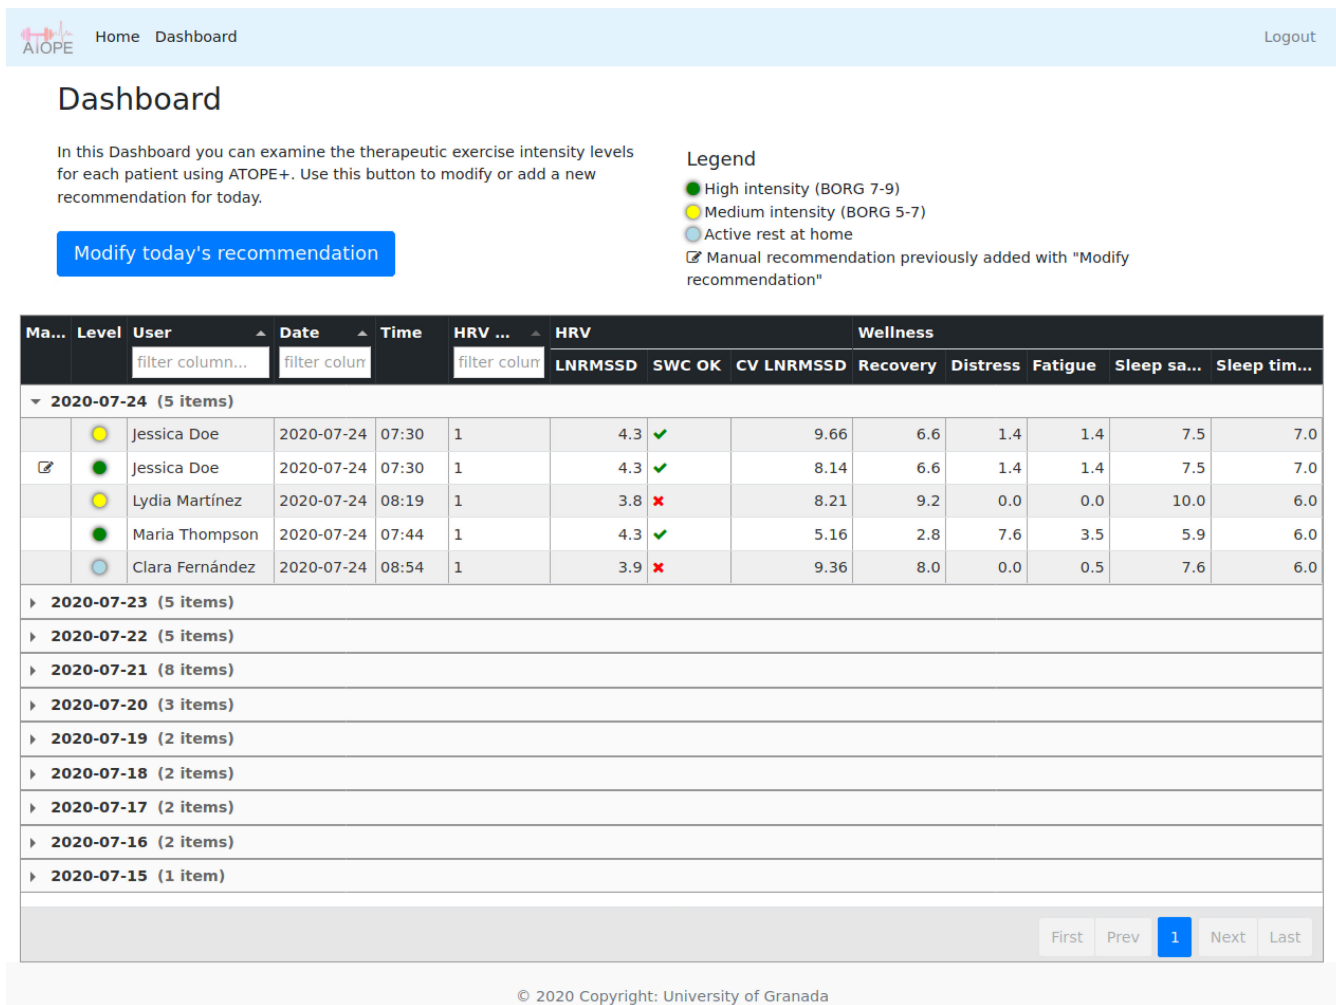 ATOPE Home Dashboard Logout
Dashboard
In this Dashboard you can examine the therapeutic exercise intensity levels
for each patient using ATOPE+. Use this button to modify or add a new
recommendation for today.
Modify today's recommendation
Legend
High intensity (BORG 7-9)
Medium intensity (BORG 5-7)
Active rest at home
Manual recommendation previously added with "Modify
recommendation"
Ma... Level User Date Time HRV ... HRV Wellness
filter column... filter colum filter colum LNRMSSD SWC OK CV LNRMSSD Recovery Distress Fatigue Sleep sa... Sleep tim...
2020-07-24 (5 items)
Jessica Doe 2020-07-24 07:30 1 4.3 9.66 6.6 1.4 1.4 7.5 7.0
Jessica Doe 2020-07-24 07:30 1 4.3 8.14 6.6 1.4 1.4 7.5 7.0
Lydia Martínez 2020-07-24 08:19 1 3.8 8.21 9.2 0.0 0.0 10.0 6.0
Maria Thompson 2020-07-24 07:44 1 4.3 5.16 2.8 7.6 3.5 5.9 6.0
Clara Fernández 2020-07-24 08:54 1 3.9 9.36 8.0 0.0 0.5 7.6 6.0
2020-07-23 (5 items)
2020-07-22 (5 items)
2020-07-21 (8 items)
2020-07-20 (3 items)
2020-07-19 (2 items)
2020-07-18 (2 items)
2020-07-17 (2 items)
2020-07-16 (2 items)
2020-07-15 (1 item)
First Prev 1 Next Last
© 2020 Copyright: University of Granada